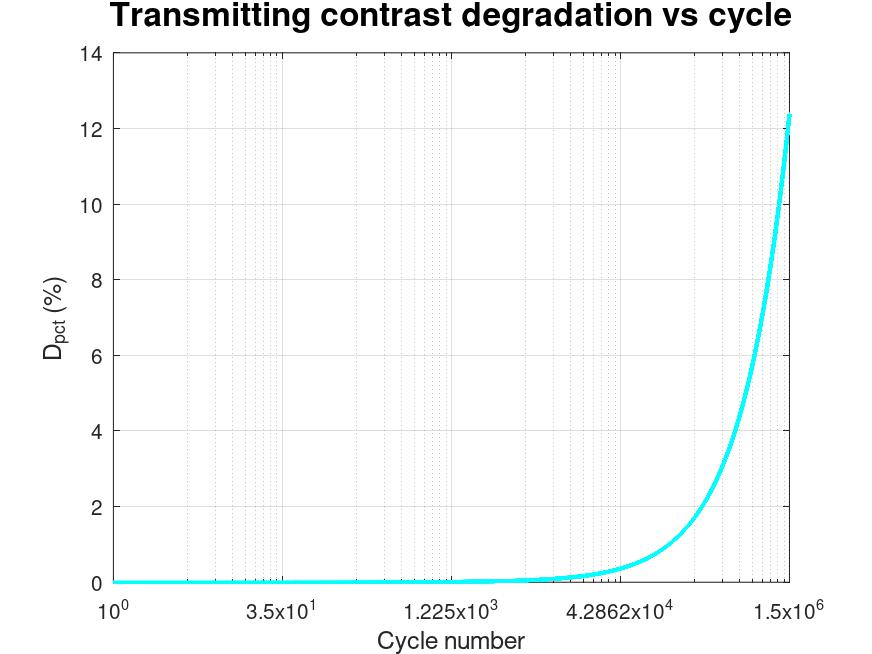 Transmitting contrast degradation vs cycle
14
12
10
8
6
4
2
0
D_pct (%)
10^0 3.5x10^1 1.225x10^3 4.2862x10^4 1.5x10^6
Cycle number